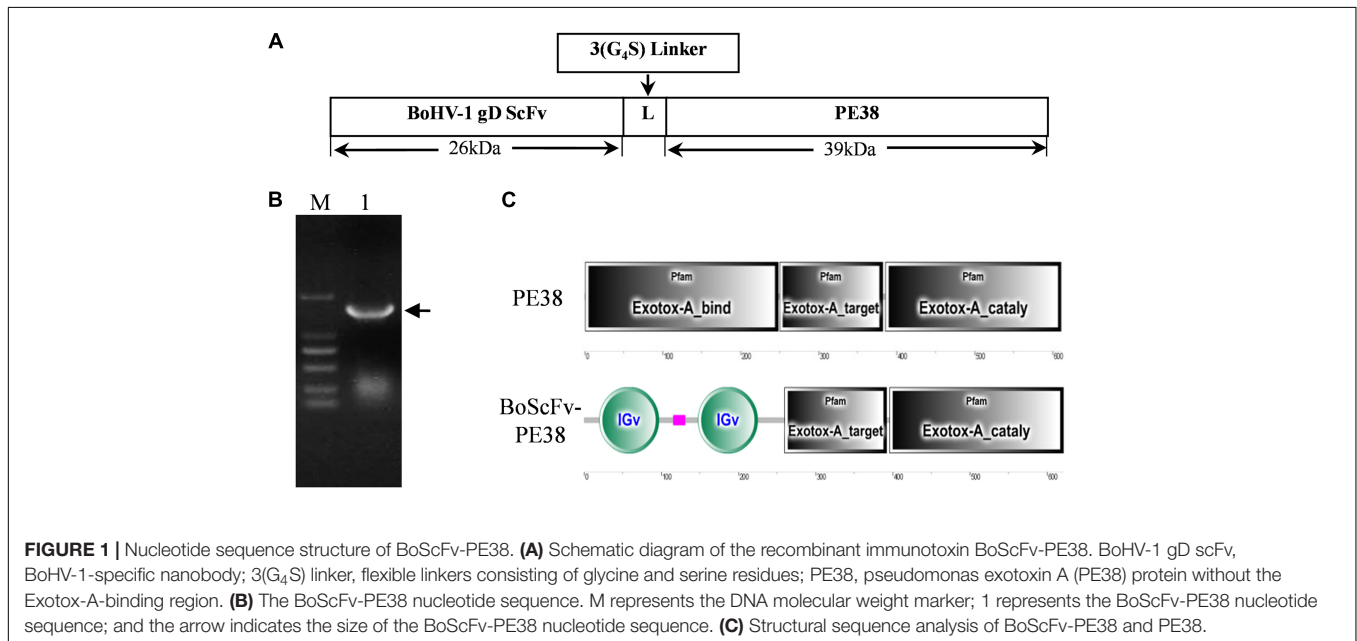 A
3(G₄S) Linker
BoHV-1 gD ScFv L PE38
26kDa 39kDa
B M 1 C
PE38
Pfam Pfam Pfam
Exotox-A_bind Exotox-A_target Exotox-A_cataly
0 100 200 300 400 500 600
BoScFv-
PE38
IGv IGv
Pfam Pfam
Exotox-A_target Exotox-A_cataly
0 100 200 300 400 500 600
FIGURE 1 | Nucleotide sequence structure of BoScFv-PE38. (A) Schematic diagram of the recombinant immunotoxin BoScFv-PE38. BoHV-1 gD scFv,
BoHV-1-specific nanobody; 3(G₄S) linker, flexible linkers consisting of glycine and serine residues; PE38, pseudomonas exotoxin A (PE38) protein without the
Exotox-A-binding region. (B) The BoScFv-PE38 nucleotide sequence. M represents the DNA molecular weight marker; 1 represents the BoScFv-PE38 nucleotide
sequence; and the arrow indicates the size of the BoScFv-PE38 nucleotide sequence. (C) Structural sequence analysis of BoScFv-PE38 and PE38.